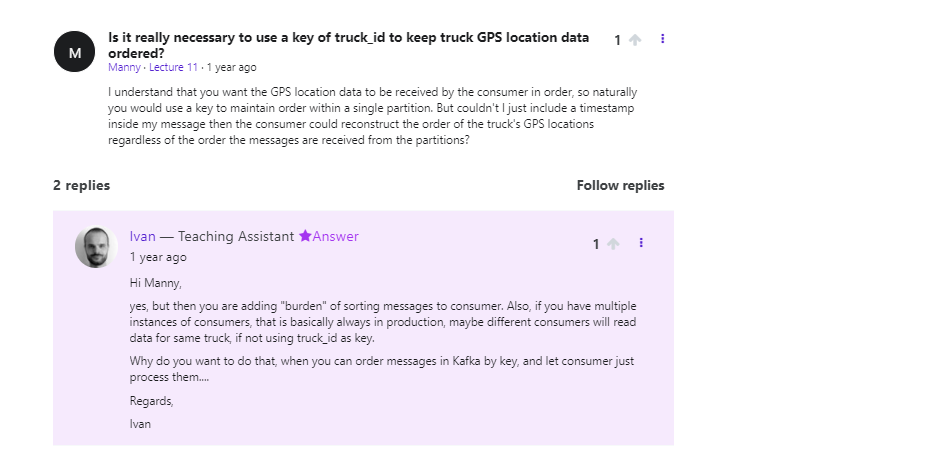 M
Is it really necessary to use a key of truck_id to keep truck GPS location data
ordered?
1
Manny · Lecture 11 · 1 year ago
I understand that you want the GPS location data to be received by the consumer in order, so naturally
you would use a key to maintain order within a single partition. But couldn't I just include a timestamp
inside my message then the consumer could reconstruct the order of the truck's GPS locations
regardless of the order the messages are received from the partitions?
2 replies
Follow replies
Ivan — Teaching Assistant ★Answer
1
1 year ago
Hi Manny,
yes, but then you are adding "burden" of sorting messages to consumer. Also, if you have multiple
instances of consumers, that is basically always in production, maybe different consumers will read
data for same truck, if not using truck_id as key.
Why do you want to do that, when you can order messages in Kafka by key, and let consumer just
process them....
Regards,
Ivan